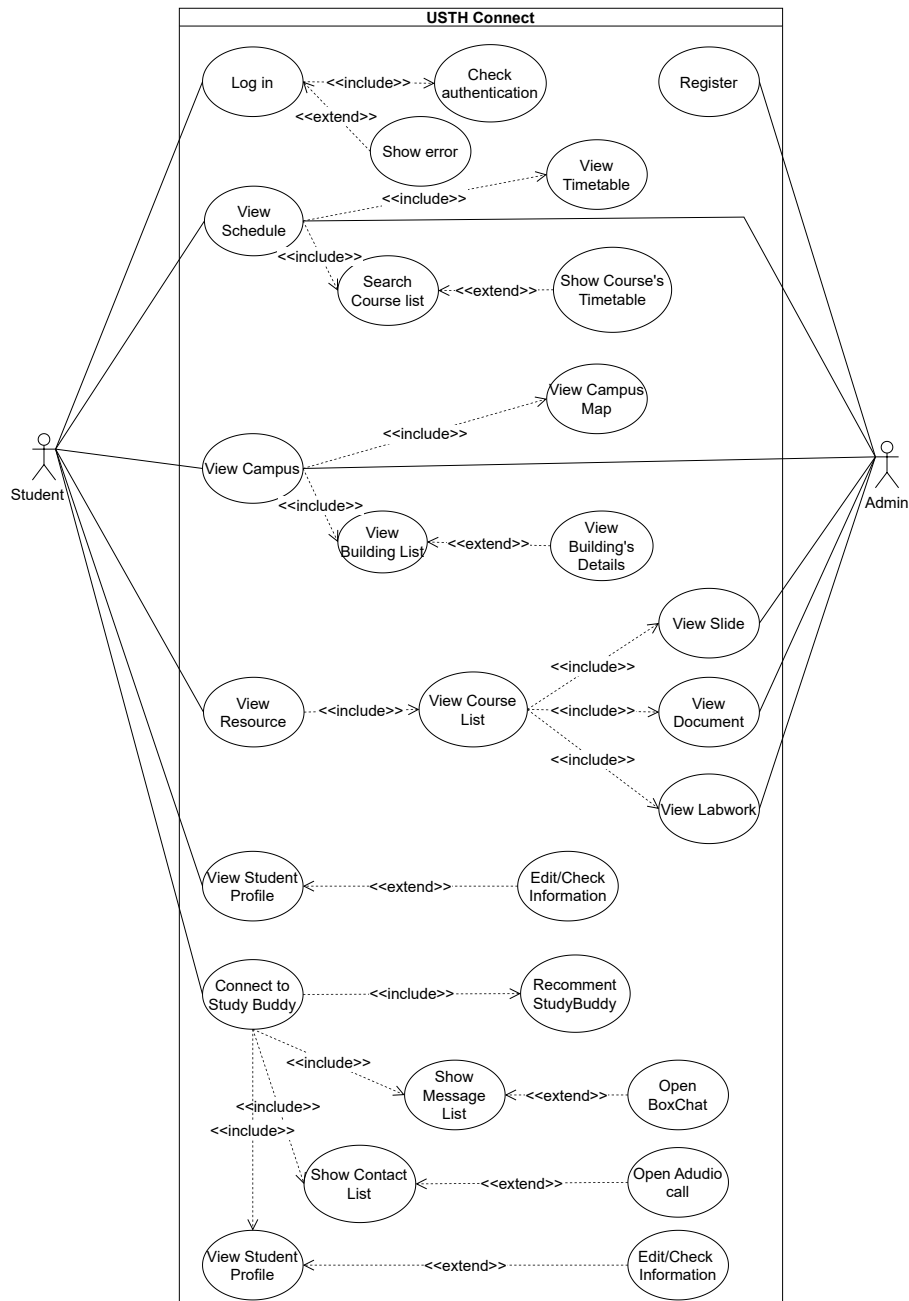 USTH Connect
Log in
<<include>>
Check
authentication
Register
<<extend>>
Show error
View
Timetable
<<include>>
View
Schedule
<<include>>
Search
Course list
<<extend>>
Show Course's
Timetable
View Campus
Map
<<include>>
Student
View Campus
Admin
<<include>>
View
Building List
<<extend>>
View
Building's
Details
View Slide
<<include>>
View
Resource
<<include>>
View Course
List
<<include>>
View
Document
<<include>>
View Labwork
View Student
Profile
<<extend>>
Edit/Check
Information
Connect to
Study Buddy
<<include>>
Recomment
StudyBuddy
<<include>>
Show
Message
List
<<extend>>
Open
BoxChat
<<include>>
<<include>>
Show Contact
List
<<extend>>
Open Adudio
call
View Student
Profile
<<extend>>
Edit/Check
Information